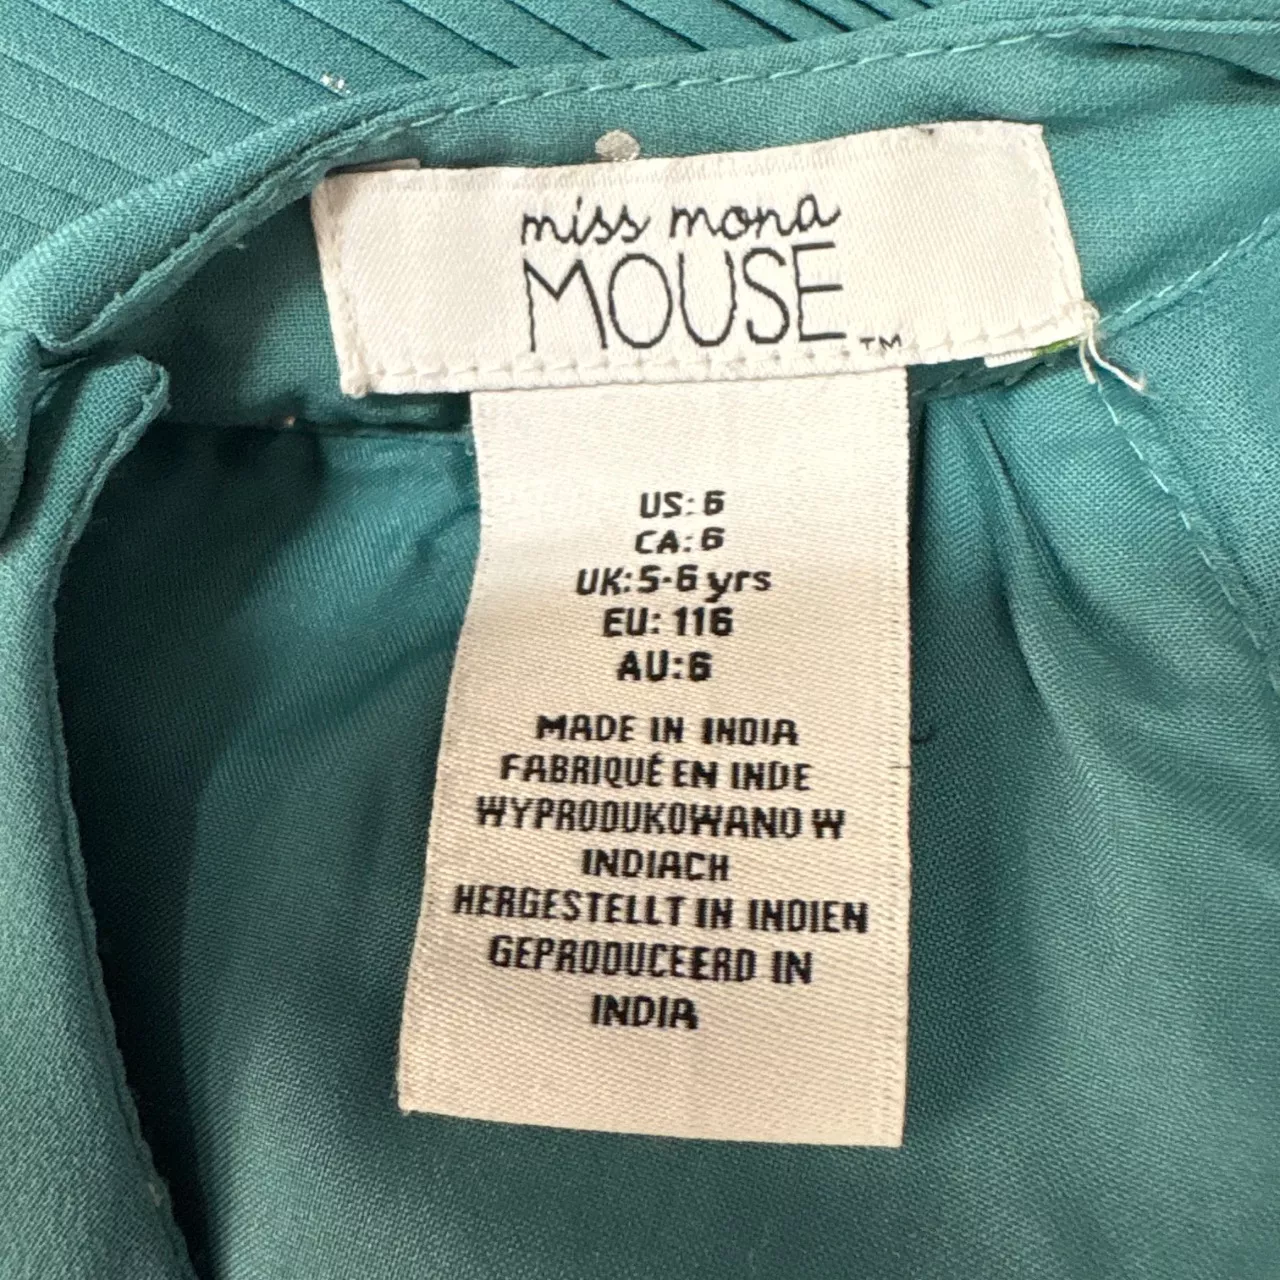 miss mona
MOUSE™
US: 6
CA: 6
UK: 5-6 yrs
EU: 116
AU: 6
MADE IN INDIA
FABRIQUÉ EN INDE
WYPRODUKOWANO W
INDIACH
HERGESTELLT IN INDIEN
GEPRODUCEERD IN
INDIA